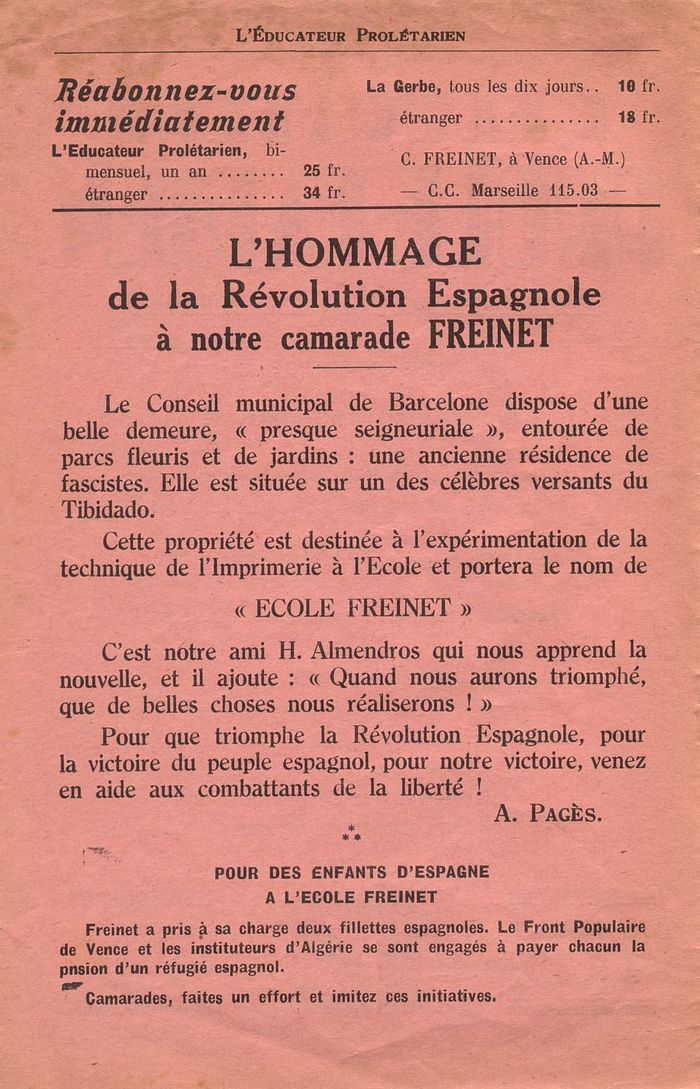 L'ÉDUCATEUR PROLÉTARIEN
Réabonnez-vous
immédiatement
L'Educateur Prolétarien, bi-
mensuel, un an ........ 25 fr.
étranger ............... 34 fr.
La Gerbe, tous les dix jours.. 10 fr.
étranger ............... 18 fr.
C. FREINET, à Vence (A.-M.)
— C.C. Marseille 115.03 —
L'HOMMAGE
de la Révolution Espagnole
à notre camarade FREINET
Le Conseil municipal de Barcelone dispose d'une
belle demeure, « presque seigneuriale », entourée de
parcs fleuris et de jardins : une ancienne résidence de
fascistes. Elle est située sur un des célèbres versants du
Tibidado.
Cette propriété est destinée à l'expérimentation de la
technique de l'Imprimerie à l'Ecole et portera le nom de
« ECOLE FREINET »
C'est notre ami H. Almendros qui nous apprend la
nouvelle, et il ajoute : « Quand nous aurons triomphé,
que de belles choses nous réaliserons ! »
Pour que triomphe la Révolution Espagnole, pour
la victoire du peuple espagnol, pour notre victoire, venez
en aide aux combattants de la liberté !
A. PAGÈS.
POUR DES ENFANTS D'ESPAGNE
A L'ECOLE FREINET
Freinet a pris à sa charge deux fillettes espagnoles. Le Front Populaire
de Vence et les instituteurs d'Algérie se sont engagés à payer chacun la
pnsion d'un réfugié espagnol.
Camarades, faites un effort et imitez ces initiatives.